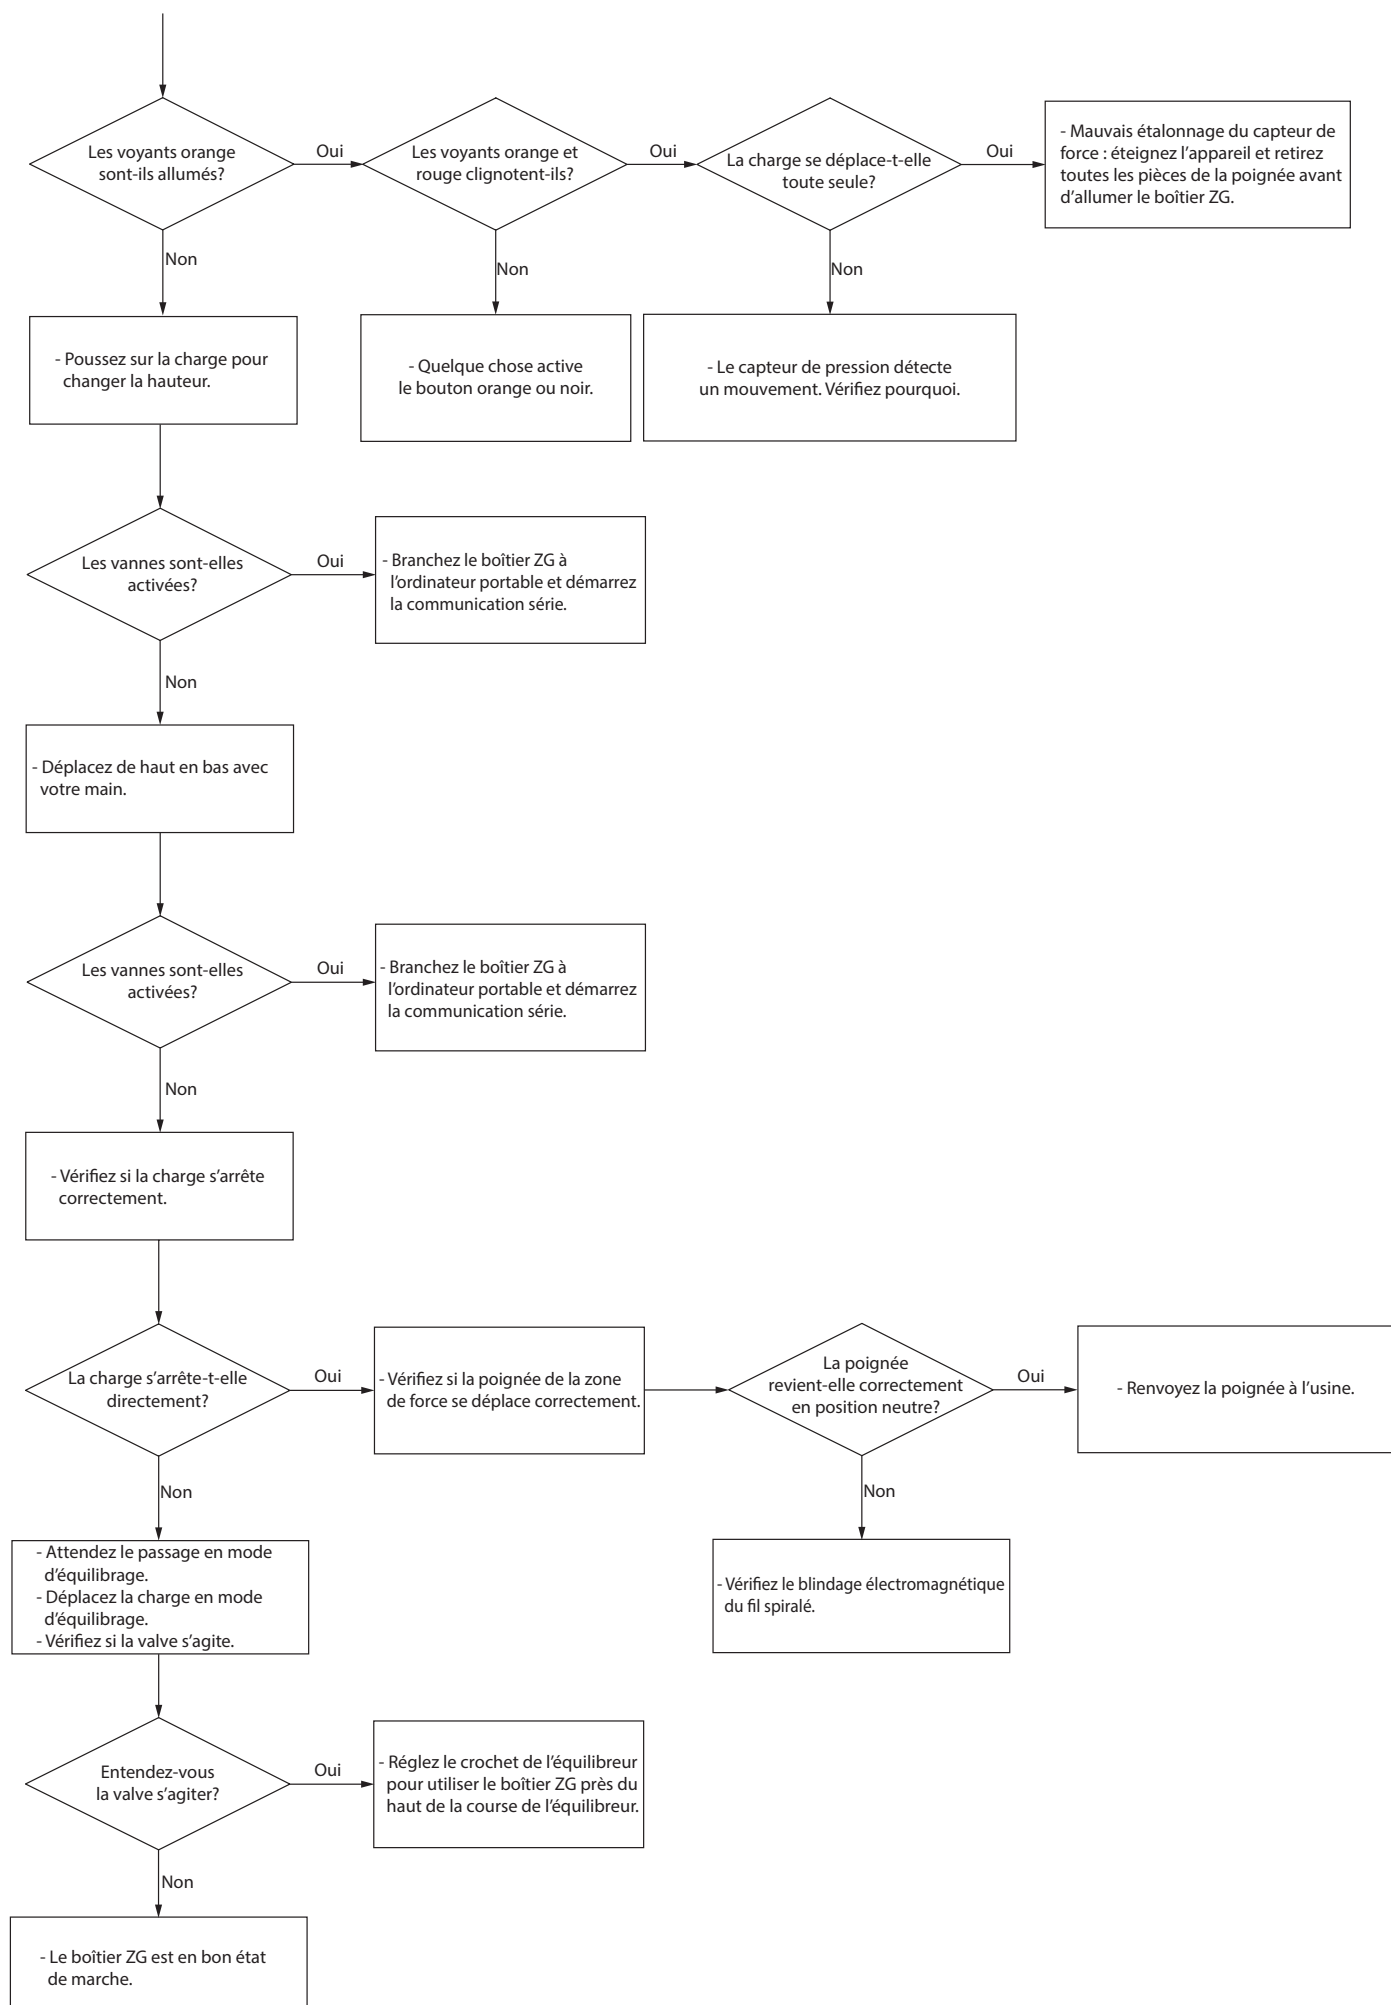 Les voyants orange
sont-ils allumés?
Oui
Les voyants orange et
rouge clignotent-ils?
Oui
La charge se déplace-t-elle
toute seule?
Oui
- Mauvais étalonnage du capteur de
force : éteignez l'appareil et retirez
toutes les pièces de la poignée avant
d'allumer le boîtier ZG.
Non
Non
Non
- Poussez sur la charge pour
changer la hauteur.
- Quelque chose active
le bouton orange ou noir.
- Le capteur de pression détecte
un mouvement. Vérifiez pourquoi.
Les vannes sont-elles
activées?
Oui
- Branchez le boîtier ZG à
l'ordinateur portable et démarrez
la communication série.
Non
- Déplacez de haut en bas avec
votre main.
Les vannes sont-elles
activées?
Oui
- Branchez le boîtier ZG à
l'ordinateur portable et démarrez
la communication série.
Non
- Vérifiez si la charge s'arrête
correctement.
La charge s'arrête-t-elle
directement?
Oui
- Vérifiez si la poignée de la zone
de force se déplace correctement.
La poignée
revient-elle correctement
en position neutre?
Oui
- Renvoyez la poignée à l'usine.
Non
Non
- Attendez le passage en mode
d'équilibrage.
- Déplacez la charge en mode
d'équilibrage.
- Vérifiez si la valve s'agite.
- Vérifiez le blindage électromagnétique
du fil spiralé.
Entendez-vous
la valve s'agiter?
Oui
- Réglez le crochet de l'équilibreur
pour utiliser le boîtier ZG près du
haut de la course de l'équilibreur.
Non
- Le boîtier ZG est en bon état
de marche.